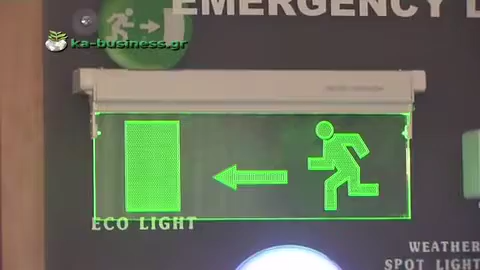 EMERGENCY L
ka-business.gr
ECO LIGHT
WEATHER
SPOT LIGHT